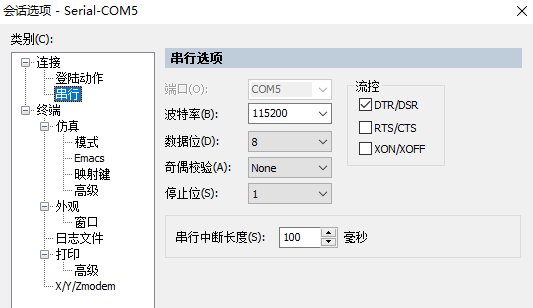 会话选项 - Serial-COM5
类别(C):
连接
登陆动作
串行
终端
仿真
模式
Emacs
映射键
高级
外观
窗口
日志文件
打印
高级
X/Y/Zmodem
串行选项
端口(O): COM5
波特率(B): 115200
数据位(D): 8
奇偶校验(A): None
停止位(S): 1
流控
DTR/DSR
RTS/CTS
XON/XOFF
串行中断长度(S): 100 毫秒